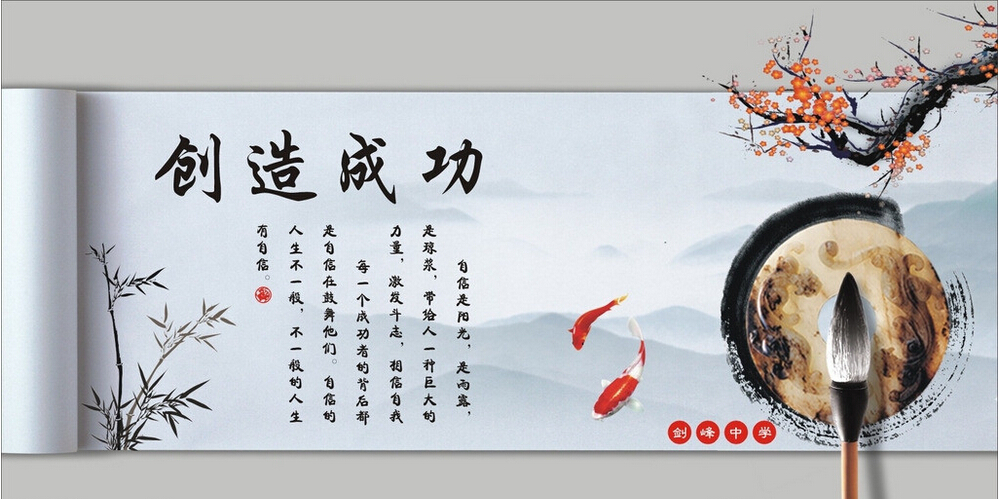 创造成功
自信是阳光，是雨露，
是琼浆，带给人一种巨大的
力量，激发斗志，相信自我
每一个成功者的背后都
是自信在鼓舞他们。自信的
人生不一般，不一般的人生
有自信。
剑峰中学